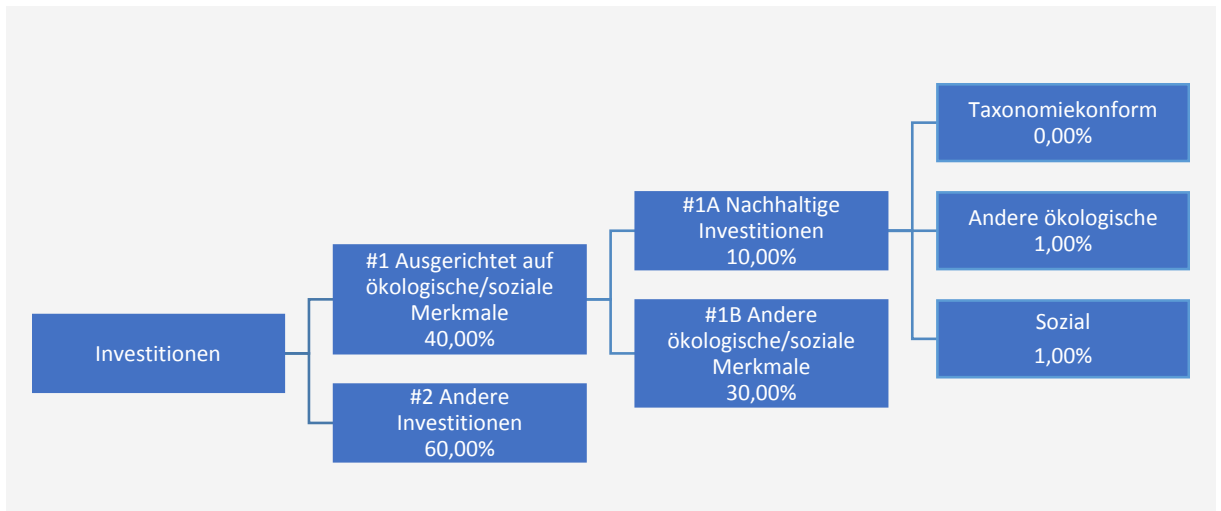 Investitionen
#1 Ausgerichtet auf
ökologische/soziale
Merkmale
40,00%
#2 Andere
Investitionen
60,00%
#1A Nachhaltige
Investitionen
10,00%
#1B Andere
ökologische/soziale
Merkmale
30,00%
Taxonomiekonform
0,00%
Andere ökologische
1,00%
Sozial
1,00%